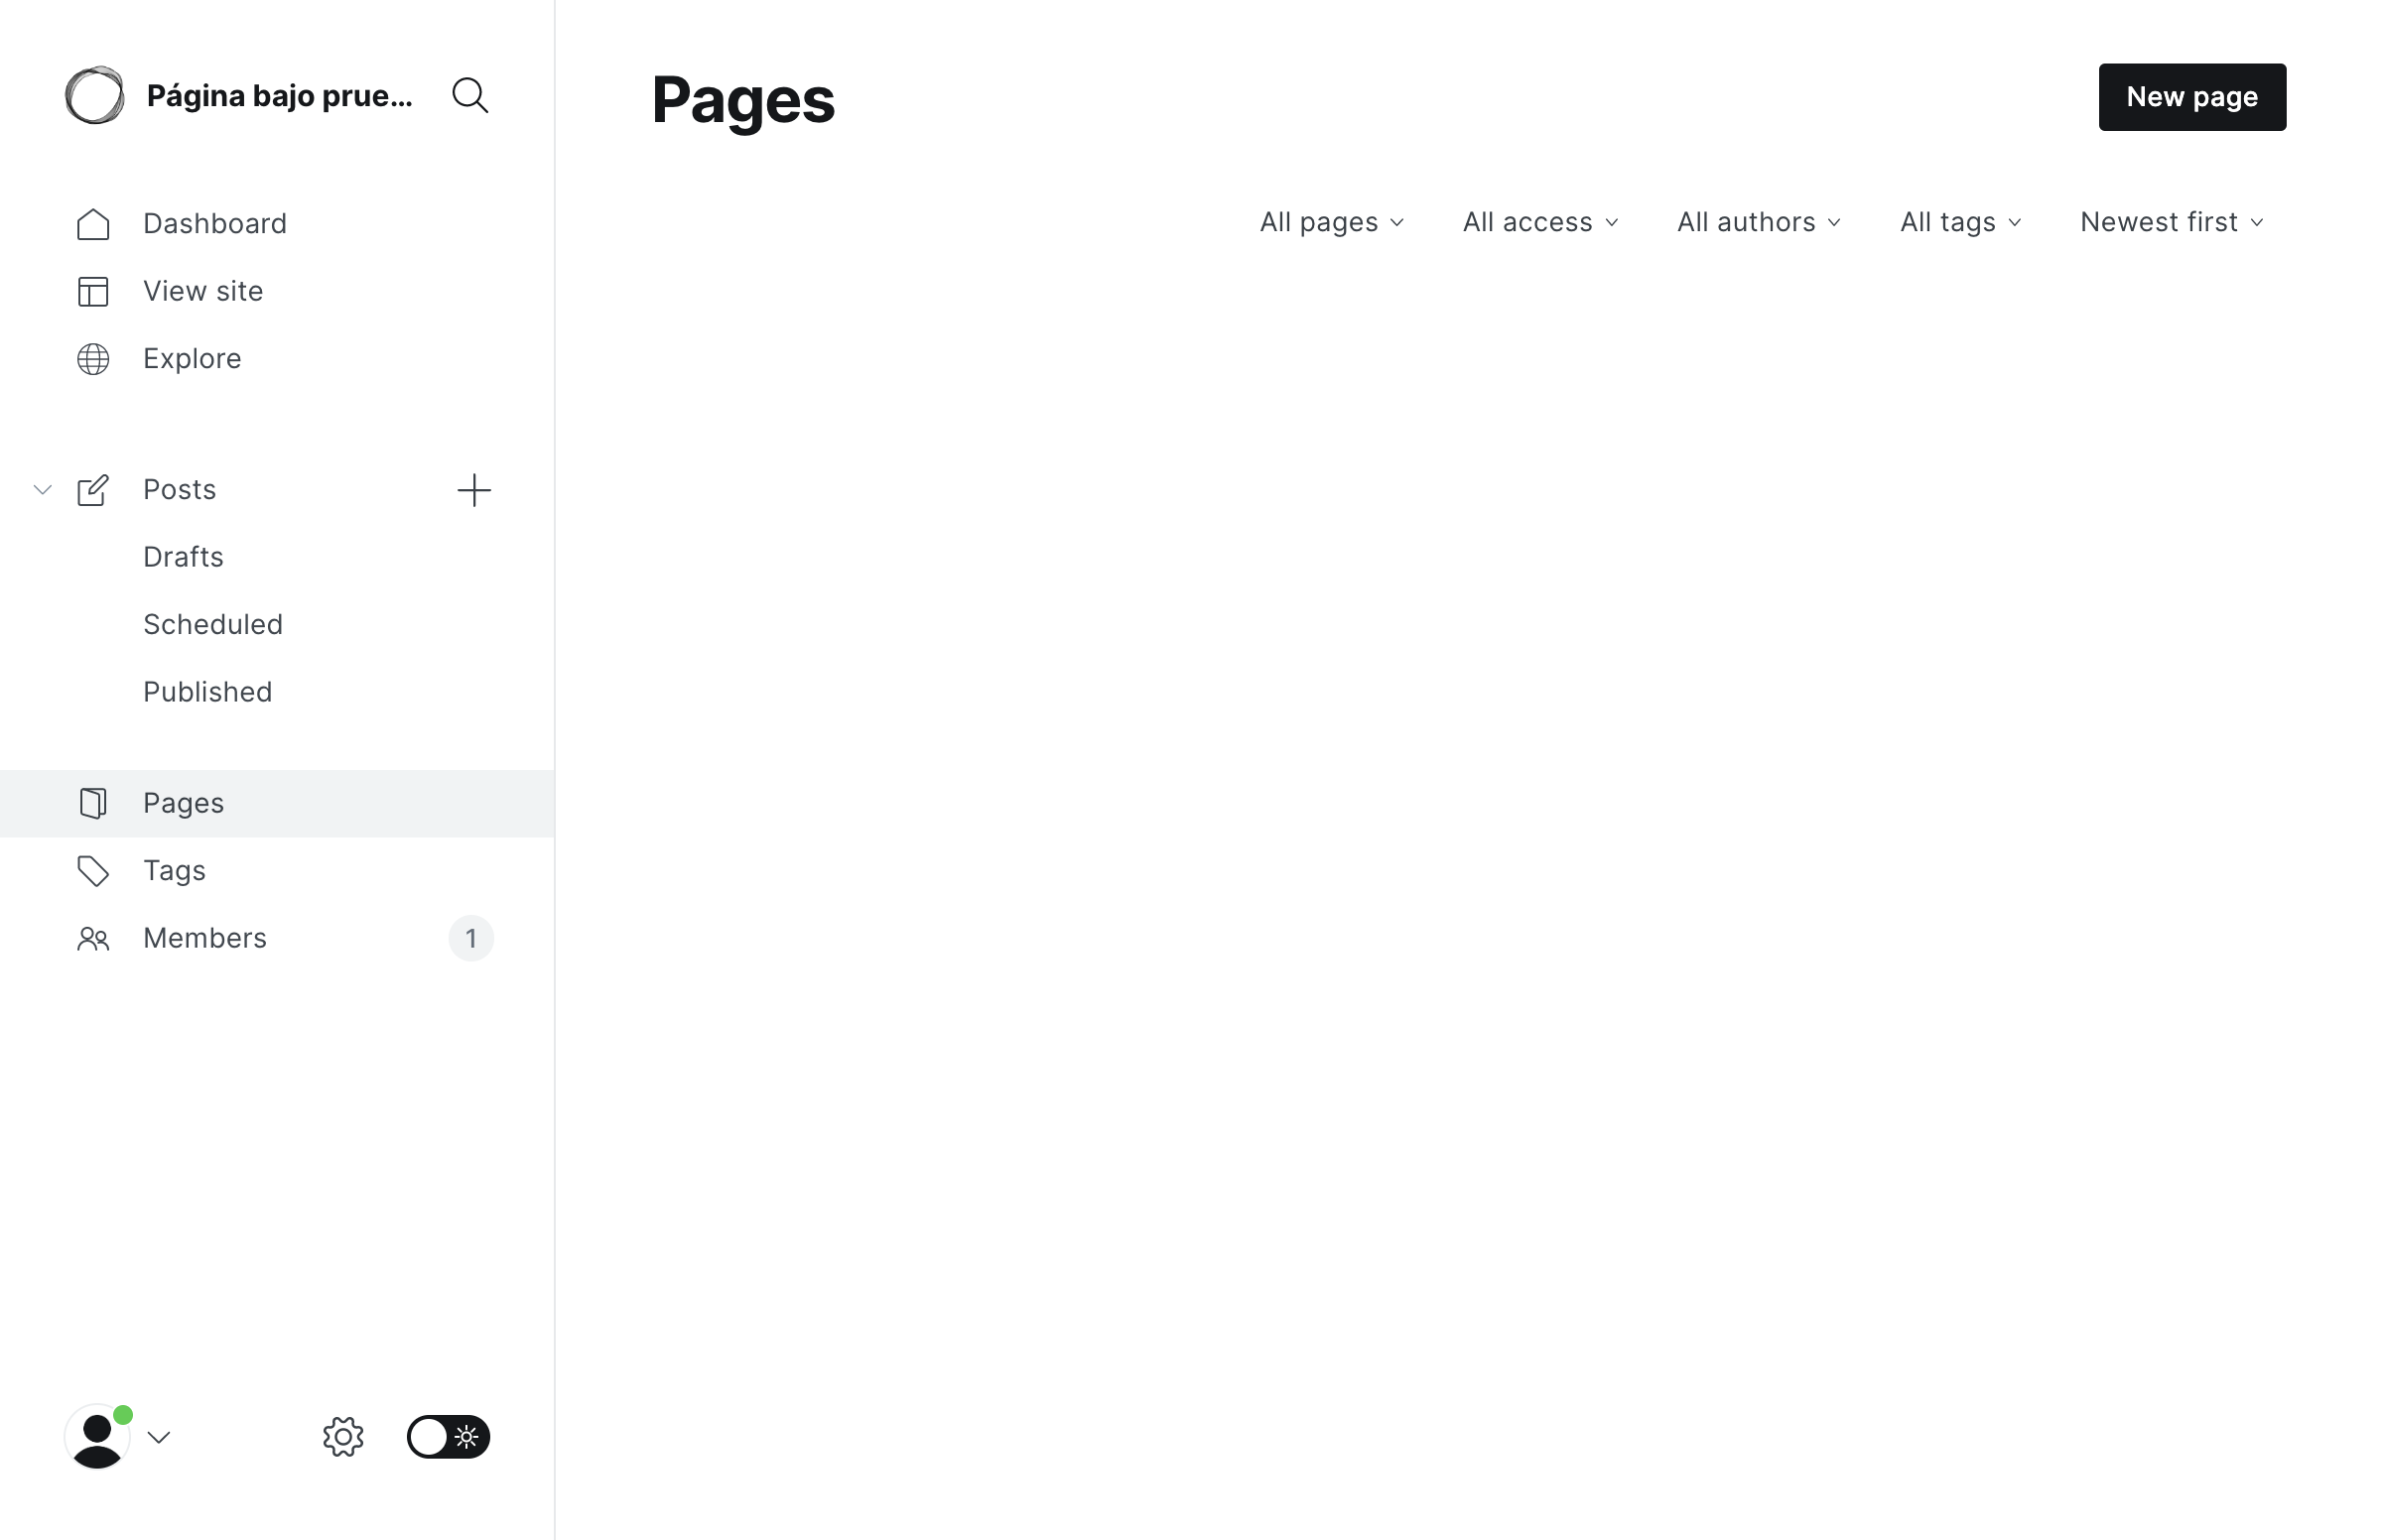 Página bajo prue...
Dashboard
View site
Explore
Posts
Drafts
Scheduled
Published
Pages
Tags
Members 1
Pages
New page
All pages All access All authors All tags Newest first